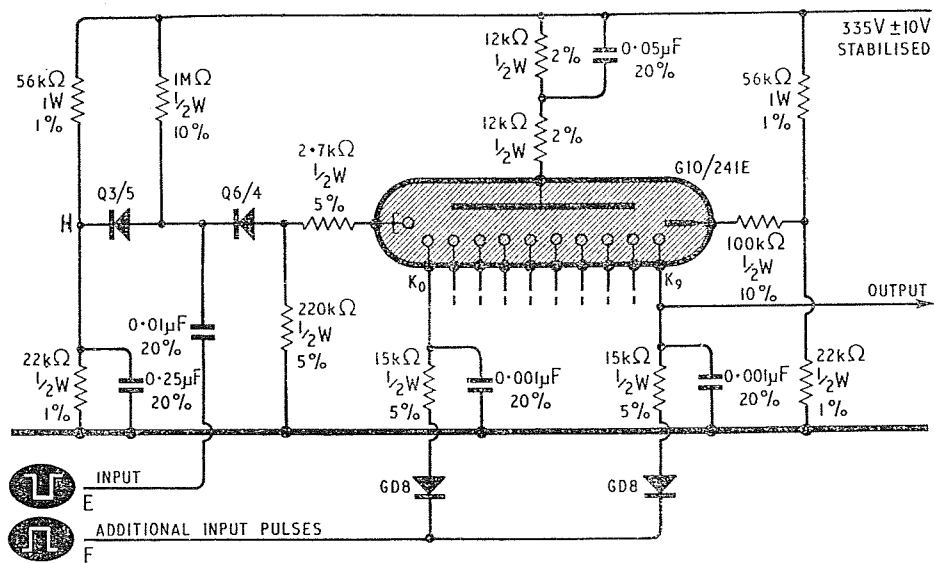 335V ±10V
STABILISED
56kΩ
1W
1%
1MΩ
1/2W
10%
12kΩ
1/2W
2%
0·05µF
20%
56kΩ
1W
1%
12kΩ
1/2W
2%
2·7kΩ
1/2W
5%
G10/241E
H
Q3/5
Q6/4
100kΩ
1/2W
10%
K0
K9
OUTPUT
0·01µF
20%
220kΩ
1/2W
5%
22kΩ
1/2W
1%
0·25µF
20%
15kΩ
1/2W
5%
0·001µF
20%
15kΩ
1/2W
5%
0·001µF
20%
22kΩ
1/2W
1%
INPUT
E
GD8
GD8
ADDITIONAL INPUT PULSES
F